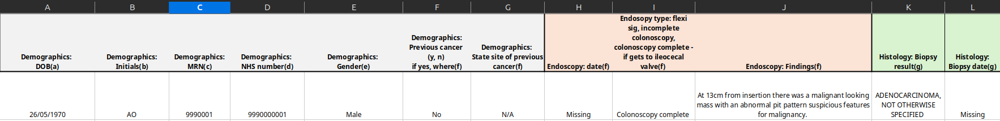 A B C D E F G H I J K L
Demographics:
DOB(a)
Demographics:
Initials(b)
Demographics:
MRN(c)
Demographics:
NHS number(d)
Demographics:
Gender(e)
Demographics:
Previous cancer
(y, n)
if yes, where(f)
Demographics:
State site of previous
cancer(f)
Endoscopy: date(f)
Endosopy type: flexi
sig, incomplete
colonoscopy,
colonoscopy complete -
if gets to ileocecal
valve(f)
Endoscopy: Findings(f)
Histology: Biopsy
result(g)
Histology:
Biopsy date(g)
26/05/1970
AO
9990001
9990000001
Male
No
N/A
Missing
Colonoscopy complete
At 13cm from insertion there was a malignant looking
mass with an abnormal pit pattern suspicious features
for malignancy.
ADENOCARCINOMA,
NOT OTHERWISE
SPECIFIED
Missing